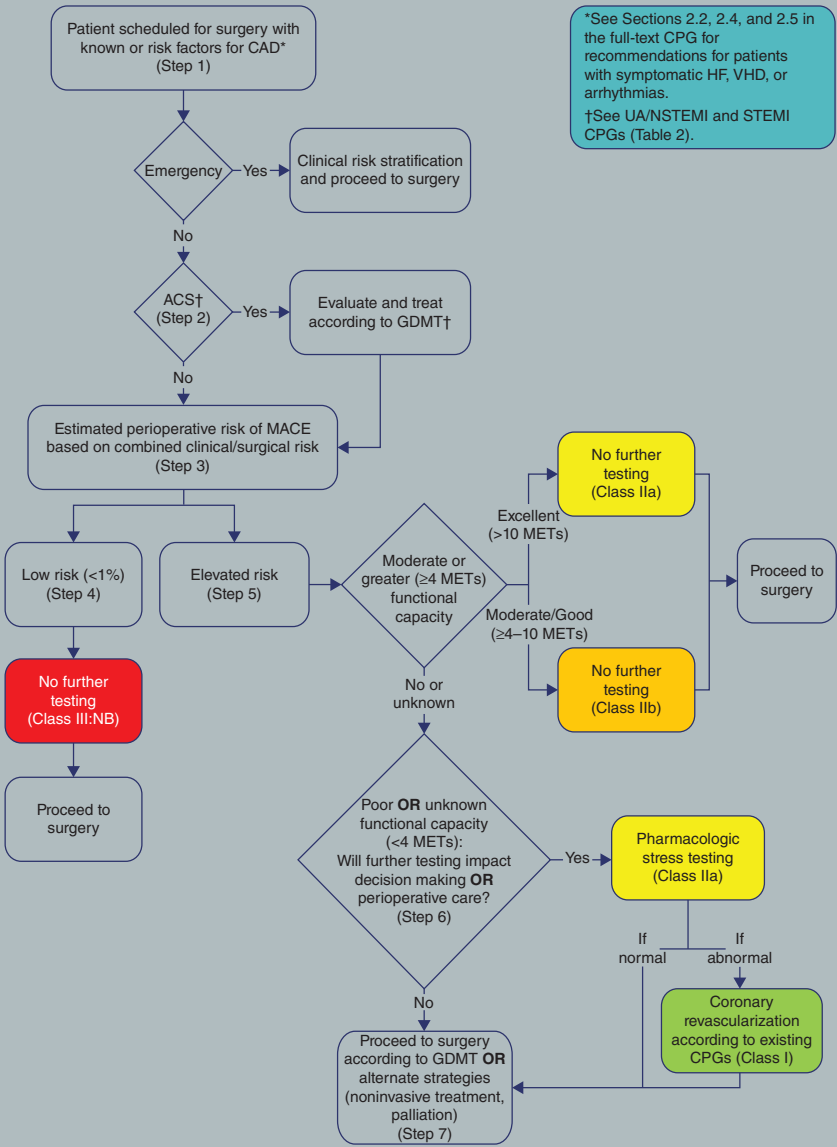 Patient scheduled for surgery with
known or risk factors for CAD*
(Step 1)
*See Sections 2.2, 2.4, and 2.5 in
the full-text CPG for
recommendations for patients
with symptomatic HF, VHD, or
arrhythmias.
†See UA/NSTEMI and STEMI
CPGs (Table 2).
Emergency
Yes
Clinical risk stratification
and proceed to surgery
No
ACS†
(Step 2)
Yes
Evaluate and treat
according to GDMT†
No
Estimated perioperative risk of MACE
based on combined clinical/surgical risk
(Step 3)
Low risk (<1%)
(Step 4)
No further
testing
(Class III:NB)
Proceed to
surgery
Elevated risk
(Step 5)
Moderate or
greater (≥4 METs)
functional
capacity
Excellent
(>10 METs)
No further
testing
(Class IIa)
Moderate/Good
(≥4–10 METs)
No further
testing
(Class IIb)
Proceed to
surgery
No or
unknown
Poor OR unknown
functional capacity
(<4 METs):
Will further testing impact
decision making OR
perioperative care?
(Step 6)
Yes
Pharmacologic
stress testing
(Class IIa)
If
normal
If
abnormal
Coronary
revascularization
according to existing
CPGs (Class I)
No
Proceed to surgery
according to GDMT OR
alternate strategies
(noninvasive treatment,
palliation)
(Step 7)